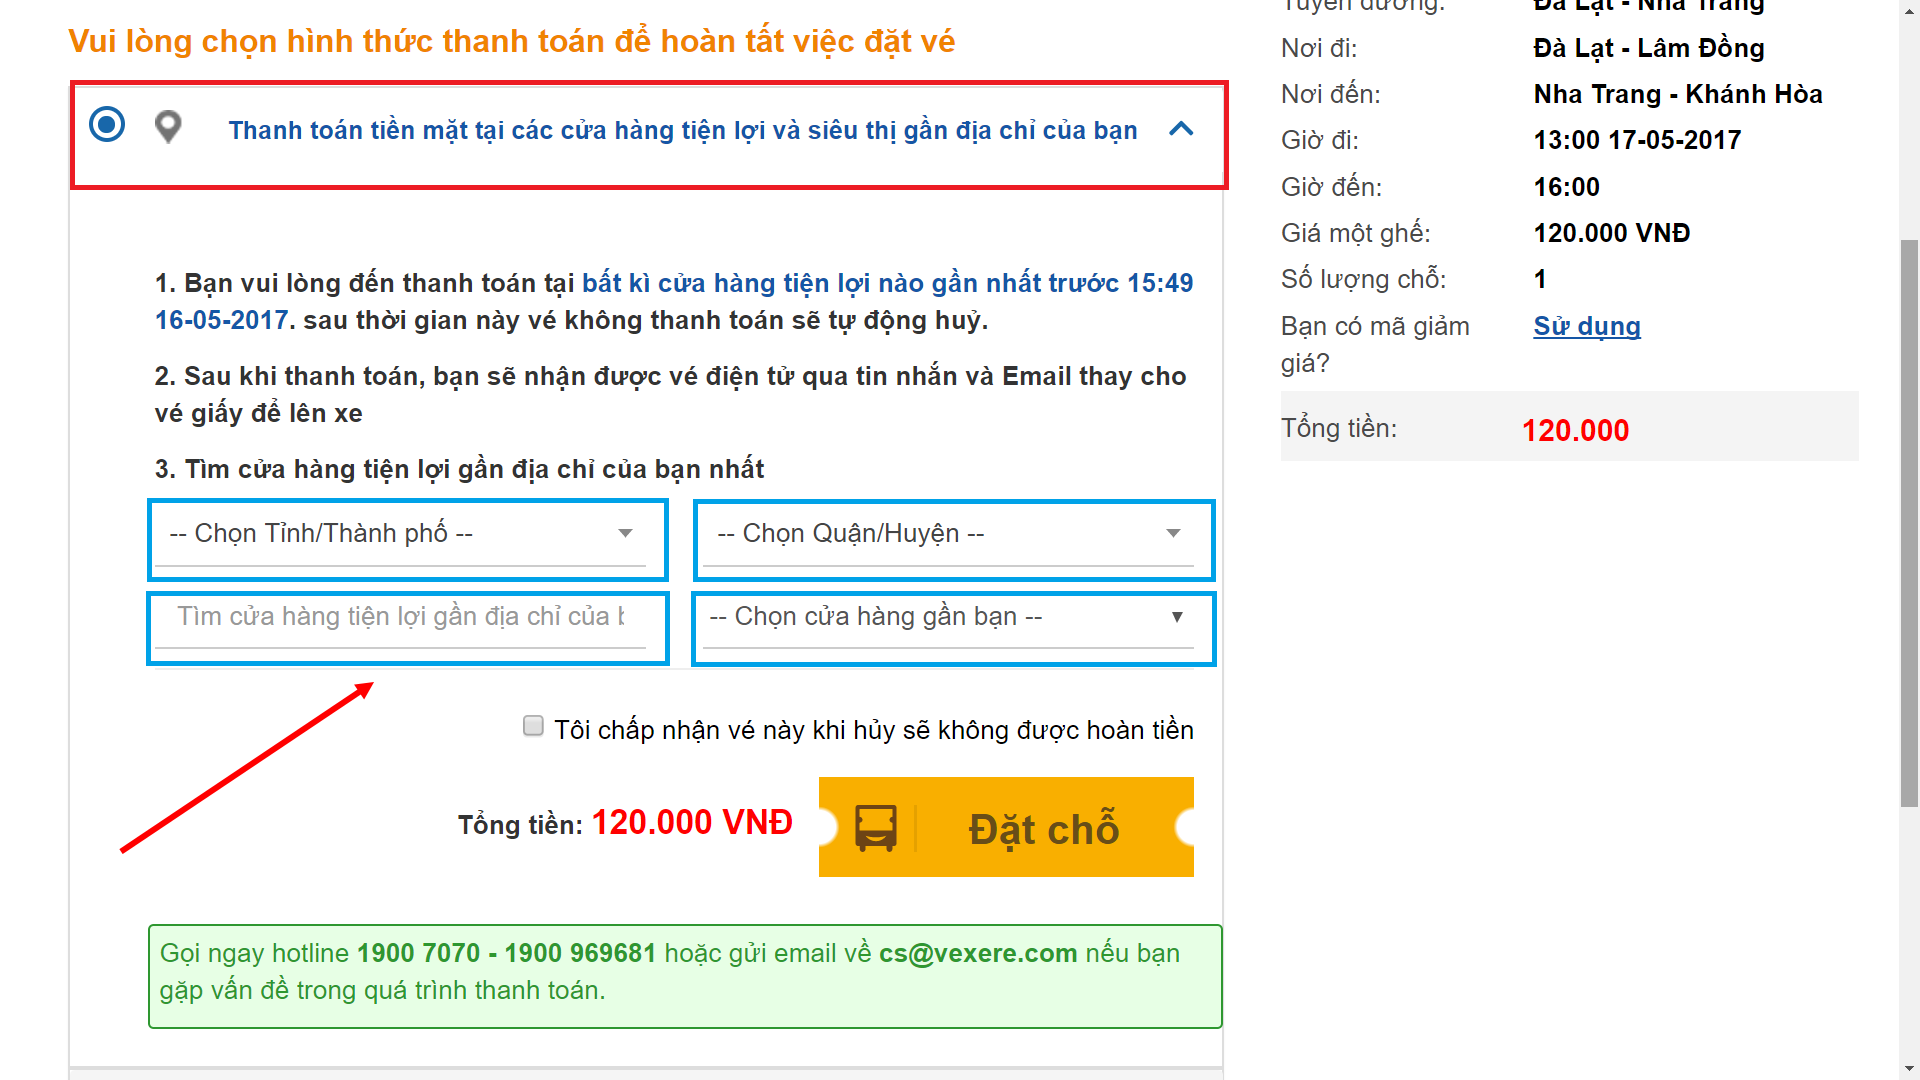 Vui lòng chọn hình thức thanh toán để hoàn tất việc đặt vé
Thanh toán tiền mặt tại các cửa hàng tiện lợi và siêu thị gần địa chỉ của bạn
1. Bạn vui lòng đến thanh toán tại bất kì cửa hàng tiện lợi nào gần nhất trước 15:49
16-05-2017. sau thời gian này vé không thanh toán sẽ tự động huỷ.
2. Sau khi thanh toán, bạn sẽ nhận được vé điện tử qua tin nhắn và Email thay cho
vé giấy để lên xe
3. Tìm cửa hàng tiện lợi gần địa chỉ của bạn nhất
-- Chọn Tỉnh/Thành phố --
-- Chọn Quận/Huyện --
Tìm cửa hàng tiện lợi gần địa chỉ của
-- Chọn cửa hàng gần bạn --
Tôi chấp nhận vé này khi hủy sẽ không được hoàn tiền
Tổng tiền: 120.000 VNĐ
Đặt chỗ
Gọi ngay hotline 1900 7070 - 1900 969681 hoặc gửi email về cs@vexere.com nếu bạn
gặp vấn đề trong quá trình thanh toán.
Tuyến đường: Đà Lạt - Nha Trang
Nơi đi: Đà Lạt - Lâm Đồng
Nơi đến: Nha Trang - Khánh Hòa
Giờ đi: 13:00 17-05-2017
Giờ đến: 16:00
Giá một ghế: 120.000 VNĐ
Số lượng chỗ: 1
Bạn có mã giảm Sử dụng
giá?
Tổng tiền: 120.000